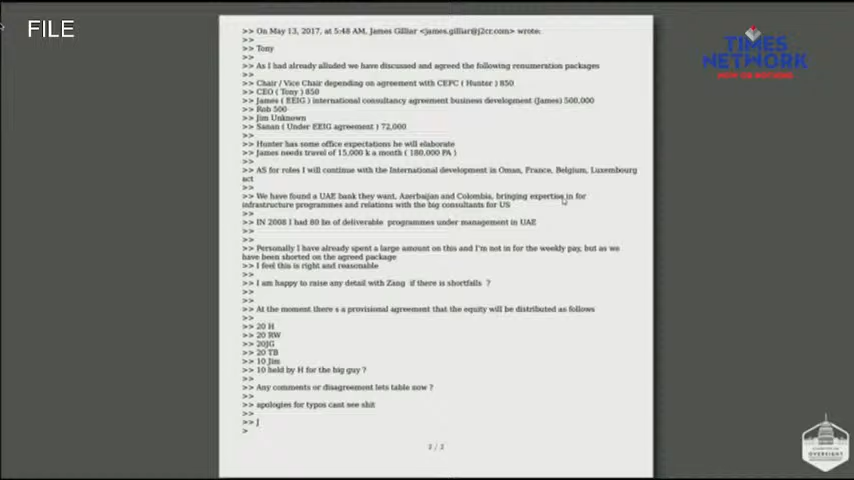 FILE
TIMES
NETWORK
NOW OR NOTHING
>> On May 13, 2017, at 5:48 AM, James Gilliar <james.gilliar@j2cr.com> wrote:
>>
>> Tony
>>
>> As I had already alluded we have discussed and agreed the following renumeration packages
>>
>> Chair / Vice Chair depending on agreement with CEFC ( Hunter ) 850
>> CEO ( Tony ) 850
>> James ( EEIG ) international consultancy agreement business development (James) 500,000
>> Rob 500
>> Jim Unknown
>> Sanan ( Under EEIG agreement ) 72,000
>>
>> Hunter has some office expectations he will elaborate
>> James needs travel of 15,000 k a month ( 180,000 PA )
>>
>> AS for roles I will continue with the International development in Oman, France, Belgium, Luxembourg
ect
>>
>> We have found a UAE bank they want, Azerbaijan and Colombia, bringing expertise in for
infrastructure programmes and relations with the big consultants for US
>>
>> IN 2008 I had 80 bn of deliverable programmes under management in UAE
>>
>>
>> Personally I have already spent a large amount on this and I'm not in for the weekly pay, but as we
have been shorted on the agreed package
>> I feel this is right and reasonable
>>
>> I am happy to raise any detail with Zang if there is shortfalls ?
>>
>>
>> At the moment there s a provisional agreement that the equity will be distributed as follows
>>
>> 20 H
>> 20 RW
>> 20JG
>> 20 TB
>> 10 Jim
>> 10 held by H for the big guy ?
>>
>> Any comments or disagreement lets table now ?
>>
>> apologies for typos cant see shit
>>
>> J
>
2 / 2
OVERSIGHT